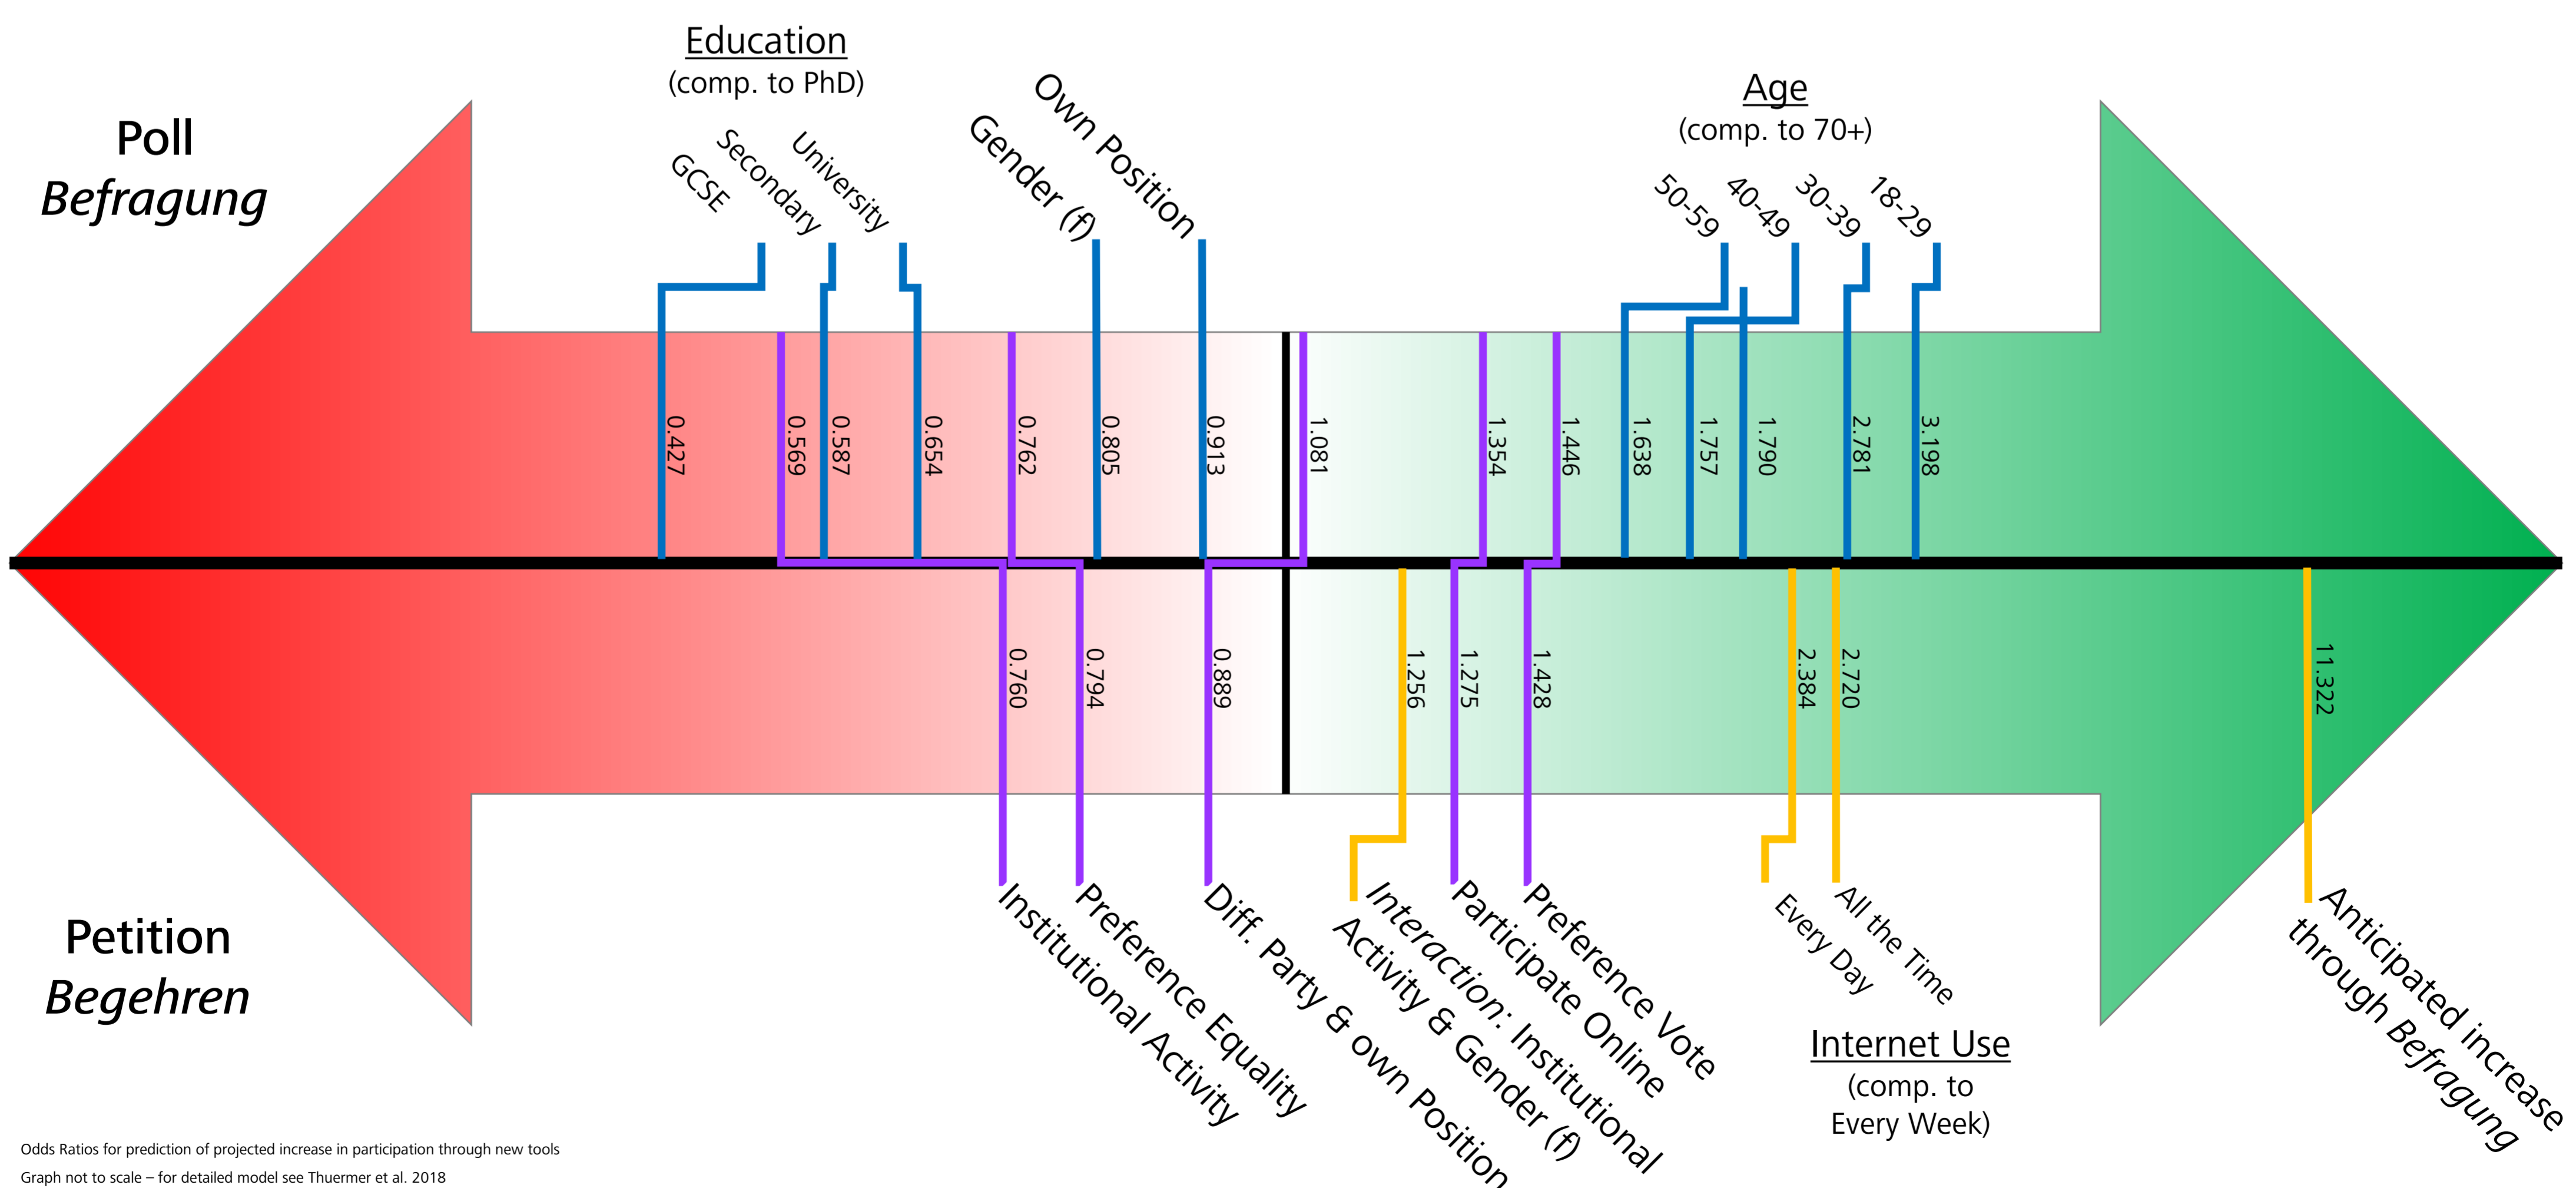 Education
(comp. to PhD)
GCSE
Secondary
University
Gender (f)
Own Position
Age
(comp. to 70+)
50-59
40-49
30-39
18-29
Poll
Befragung
0.427
0.569
0.587
0.654
0.762
0.805
0.913
1.081
1.354
1.446
1.638
1.757
1.790
2.781
3.198
0.760
0.794
0.889
1.256
1.275
1.428
2.384
2.720
11.322
Petition
Begehren
Institutional Activity
Preference Equality
Diff. Party & own Position
Interaction: Institutional
Activity & Gender (f)
Participate Online
Preference Vote
Every Day
All the Time
Internet Use
(comp. to
Every Week)
Anticipated increase
through Befragung
Odds Ratios for prediction of projected increase in participation through new tools
Graph not to scale – for detailed model see Thuermer et al. 2018